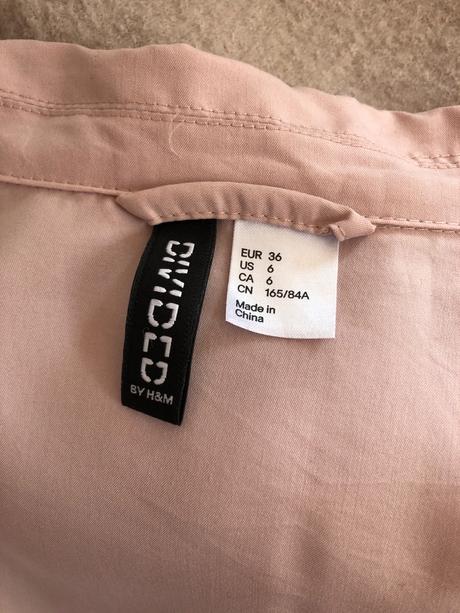 DIVIDED
BY H&M
EUR 36
US 6
CA 6
CN 165/84A
Made in
China